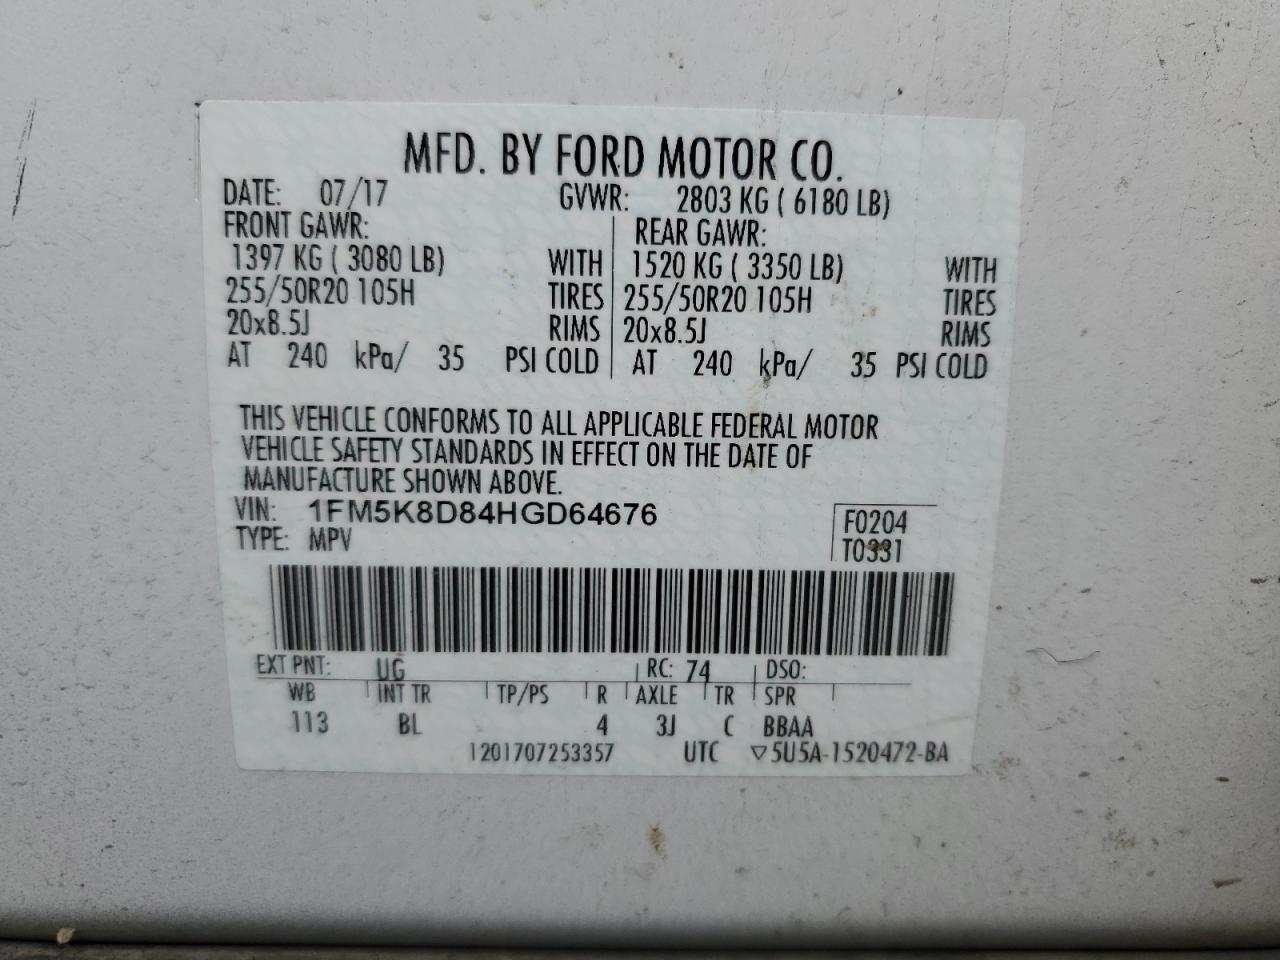 MFD. BY FORD MOTOR CO.
DATE: 07/17 GVWR: 2803 KG ( 6180 LB)
FRONT GAWR: REAR GAWR:
1397 KG ( 3080 LB) WITH 1520 KG ( 3350 LB) WITH
255/50R20 105H TIRES 255/50R20 105H TIRES
20x8.5J RIMS 20x8.5J RIMS
AT 240 kPa/ 35 PSI COLD AT 240 kPa/ 35 PSI COLD
THIS VEHICLE CONFORMS TO ALL APPLICABLE FEDERAL MOTOR
VEHICLE SAFETY STANDARDS IN EFFECT ON THE DATE OF
MANUFACTURE SHOWN ABOVE.
VIN: 1FM5K8D84HGD64676 F0204
TYPE: MPV T0331
EXT PNT: UG RC: 74 DSO:
WB INT TR TP/PS R AXLE TR SPR
113 BL 4 3J C BBAA
1201707253357 UTC ▽5U5A-1520472-BA